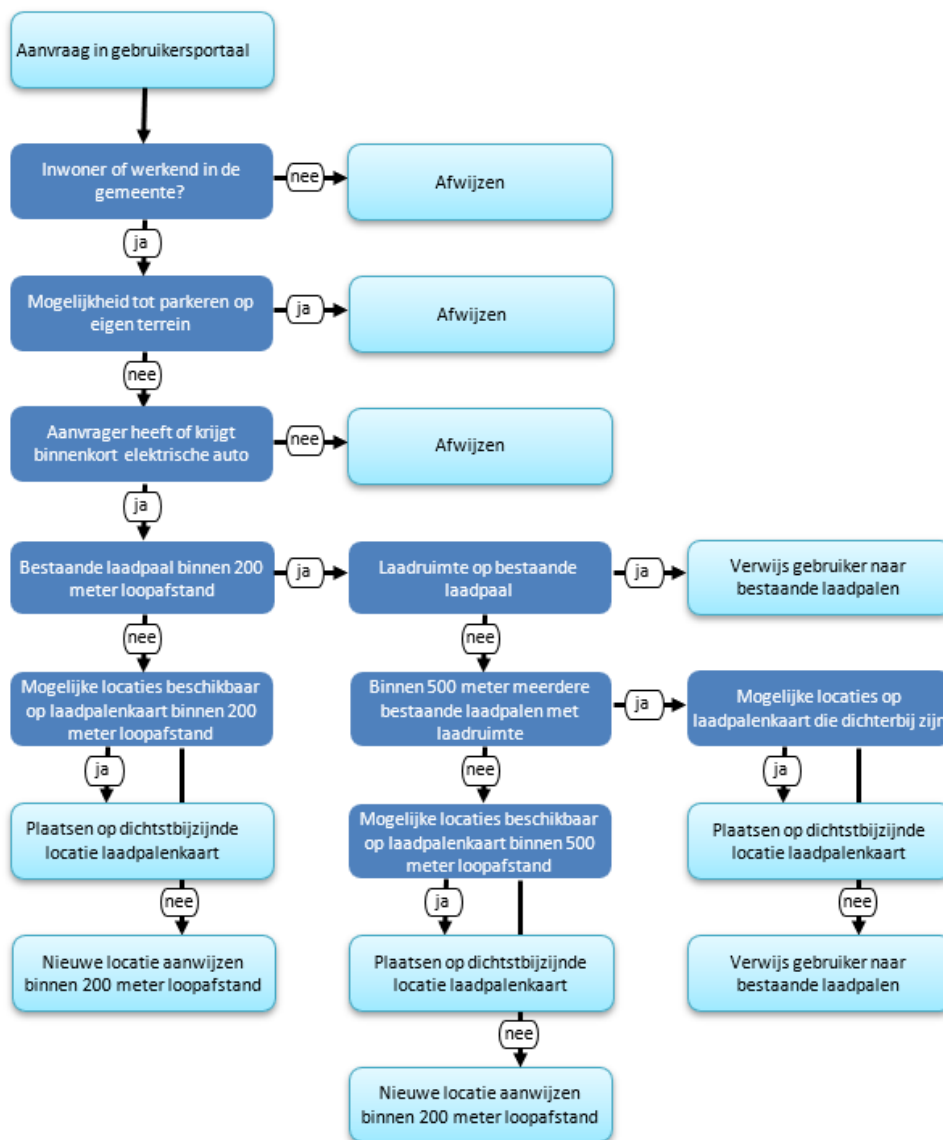 Aanvraag in gebruikersportaal
Inwoner of werkend in de
gemeente?
nee
Afwijzen
ja
Mogelijkheid tot parkeren op
eigen terrein
ja
Afwijzen
nee
Aanvrager heeft of krijgt
binnenkort elektrische auto
nee
Afwijzen
ja
Bestaande laadpaal binnen 200
meter loopafstand
ja
Laadruimte op bestaande
laadpaal
ja
Verwijs gebruiker naar
bestaande laadpalen
nee
nee
Mogelijke locaties beschikbaar
op laadpalenkaart binnen 200
meter loopafstand
Binnen 500 meter meerdere
bestaande laadpalen met
laadruimte
ja
Mogelijke locaties op
laadpalenkaart die dichterbij zijn
ja
nee
ja
Plaatsen op dichtstbijzijnde
locatie laadpalenkaart
Mogelijke locaties beschikbaar
op laadpalenkaart binnen 500
meter loopafstand
Plaatsen op dichtstbijzijnde
locatie laadpalenkaart
nee
ja
nee
Nieuwe locatie aanwijzen
binnen 200 meter loopafstand
Plaatsen op dichtstbijzijnde
locatie laadpalenkaart
Verwijs gebruiker naar
bestaande laadpalen
nee
Nieuwe locatie aanwijzen
binnen 200 meter loopafstand